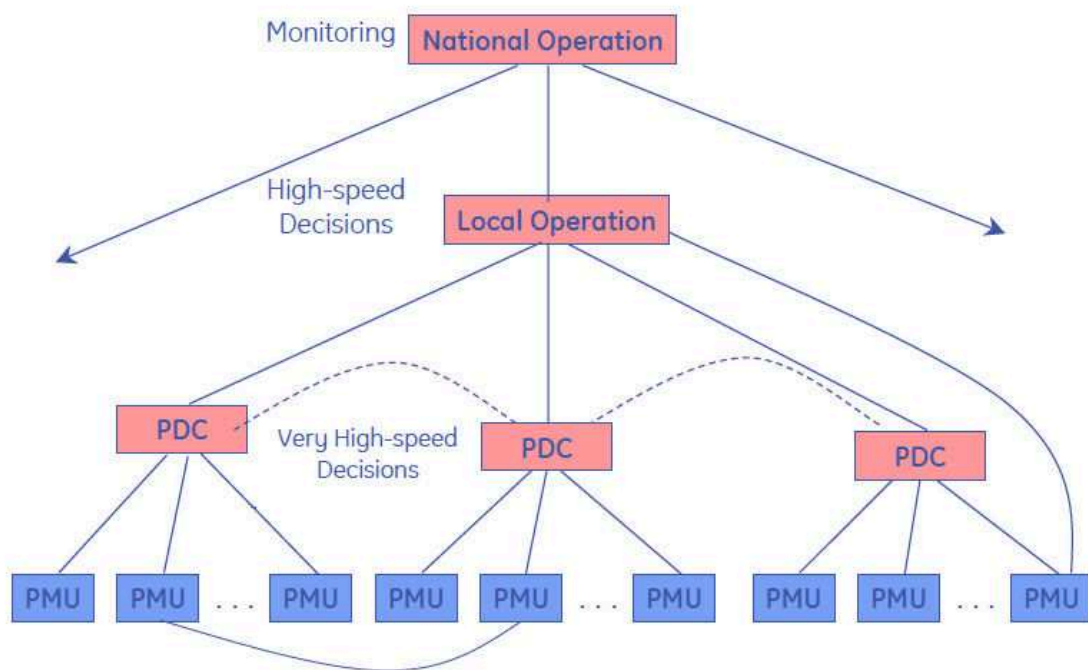 Monitoring
National Operation
High-speed
Decisions
Local Operation
PDC
Very High-speed
Decisions
PDC
PDC
PMU PMU ... PMU PMU PMU ... PMU PMU PMU ... PMU